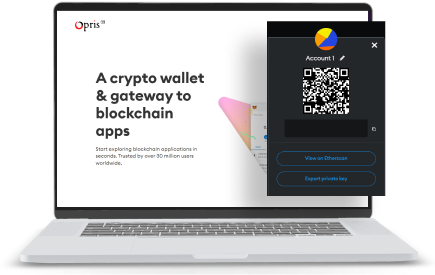 Opris
A crypto wallet
& gateway to
blockchain
apps
Start exploring blockchain applications in
seconds. Trusted by over 30 million users
worldwide.
Account 1
View on Etherscan
Export private key